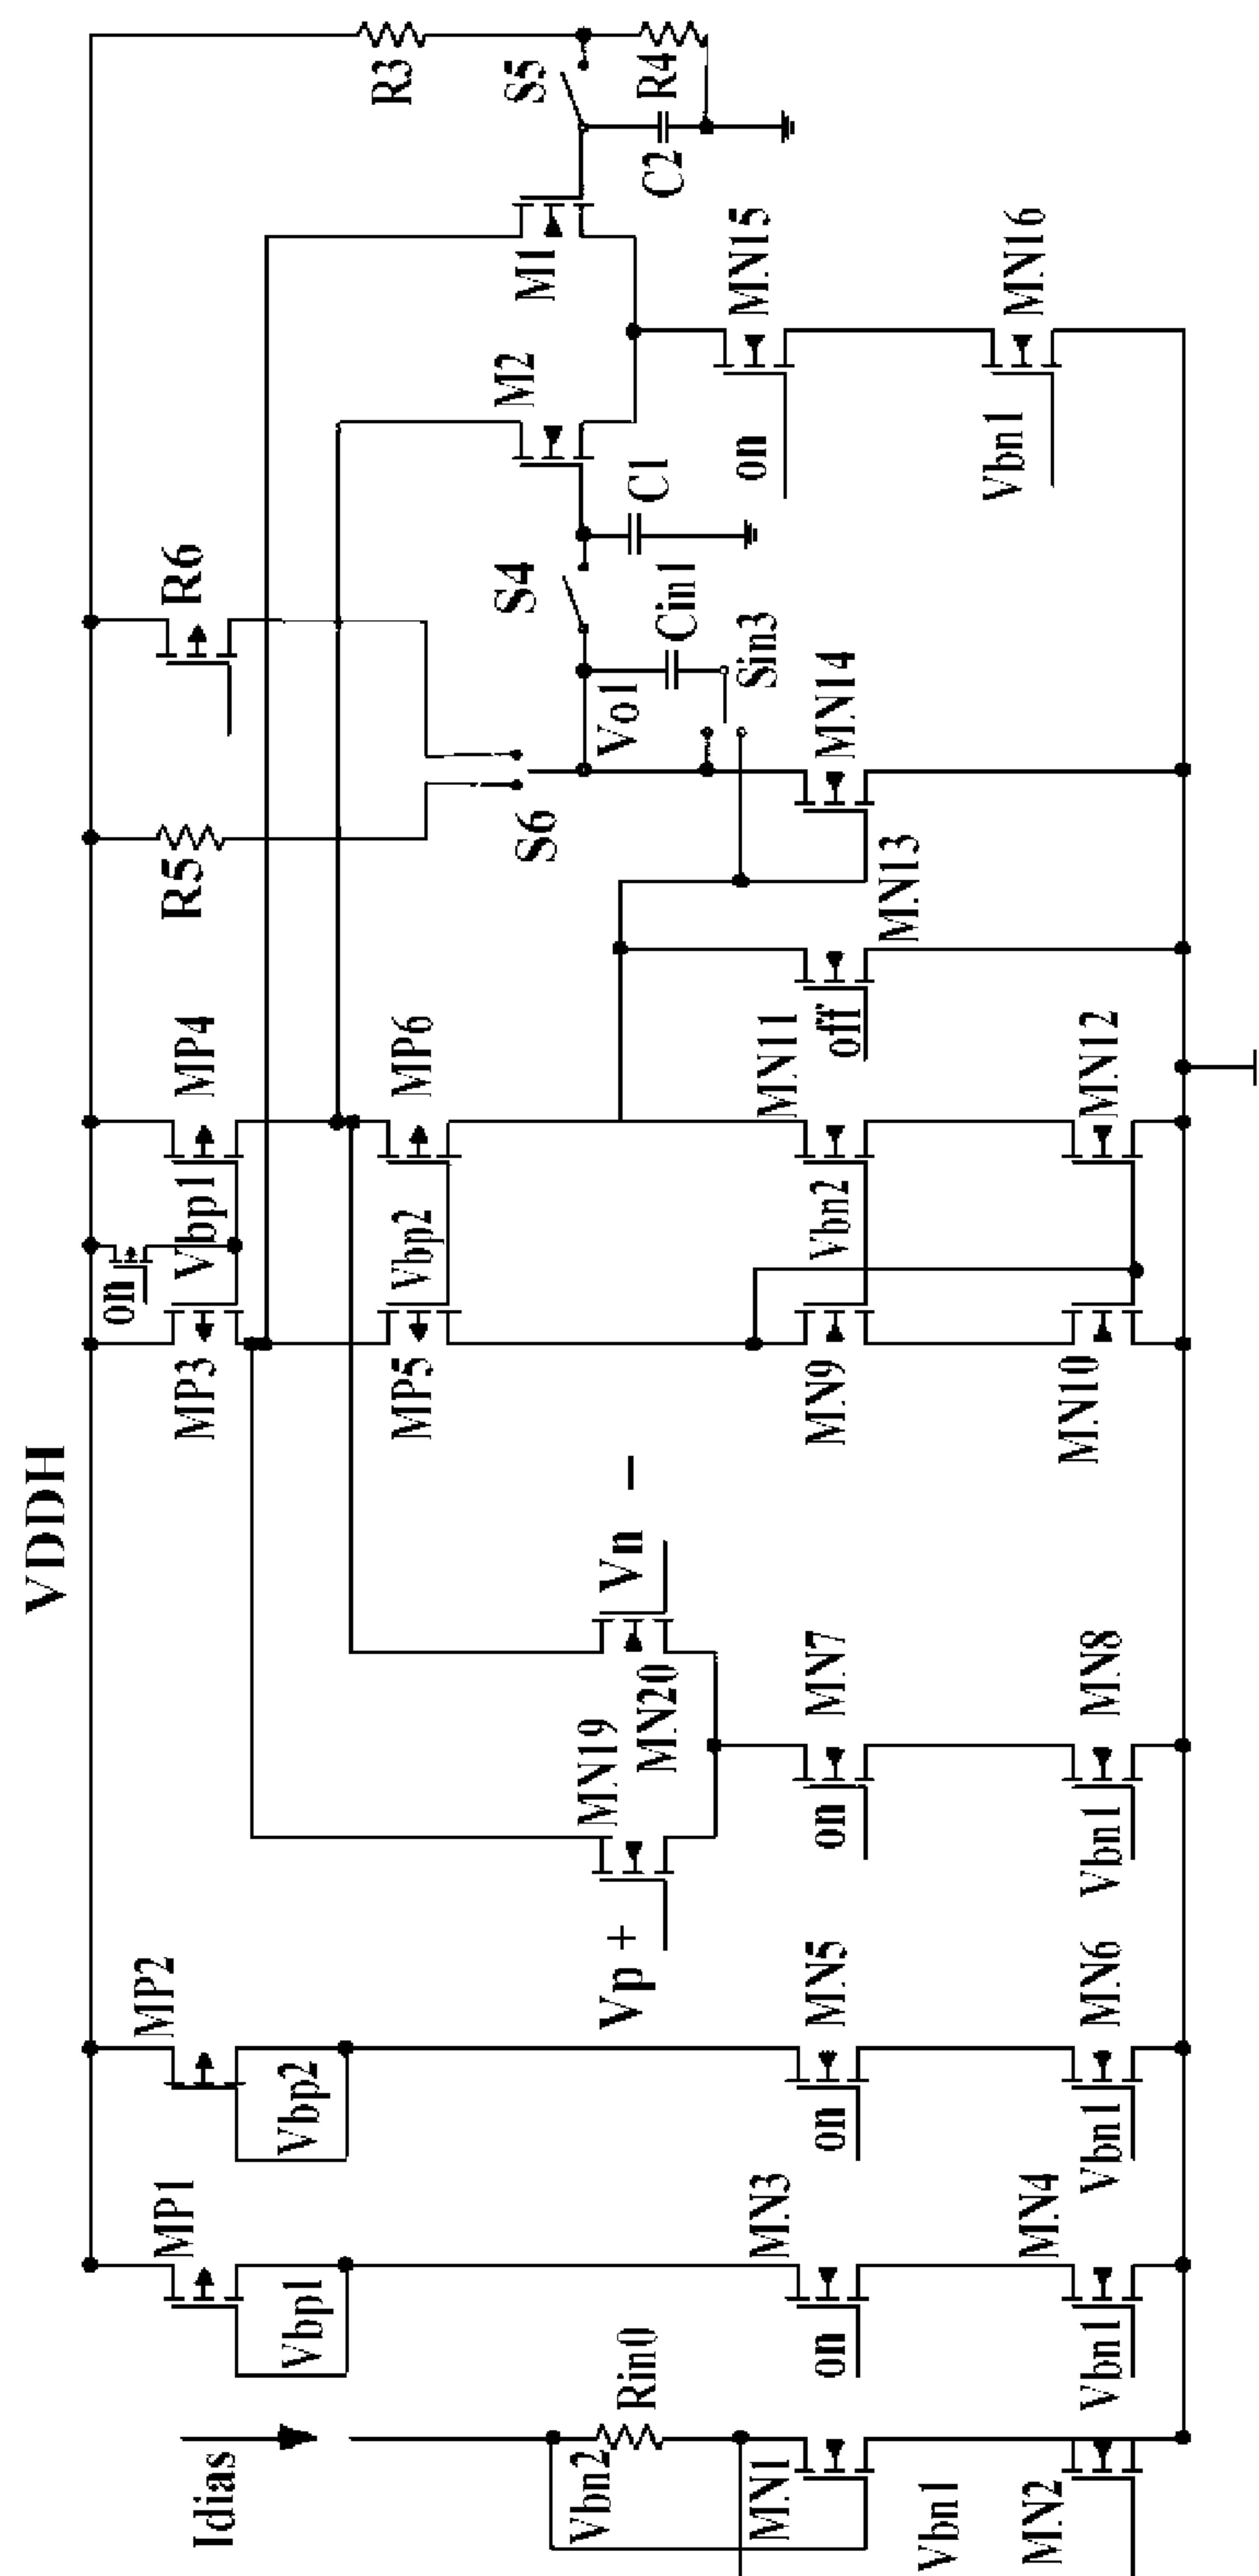 VDDH
Idias
Rin0
Vbn2
MN1
Vbn1
MN2
MP1
Vbp1
MN3
on
MN4
Vbn1
MP2
Vbp2
MN5
on
MN6
Vbn1
Vp +
MN19
MN20
Vn −
MN7
on
MN8
Vbn1
on
MP3
Vbp1
MP4
MP5
Vbp2
MP6
MN9
Vbn2
MN11
MN10
MN12
off
MN13
R5
R6
S6
Vo1
MN14
Sin3
Cin1
S4
C1
M2
M1
on
MN15
Vbn1
MN16
R3
S5
R4
C2